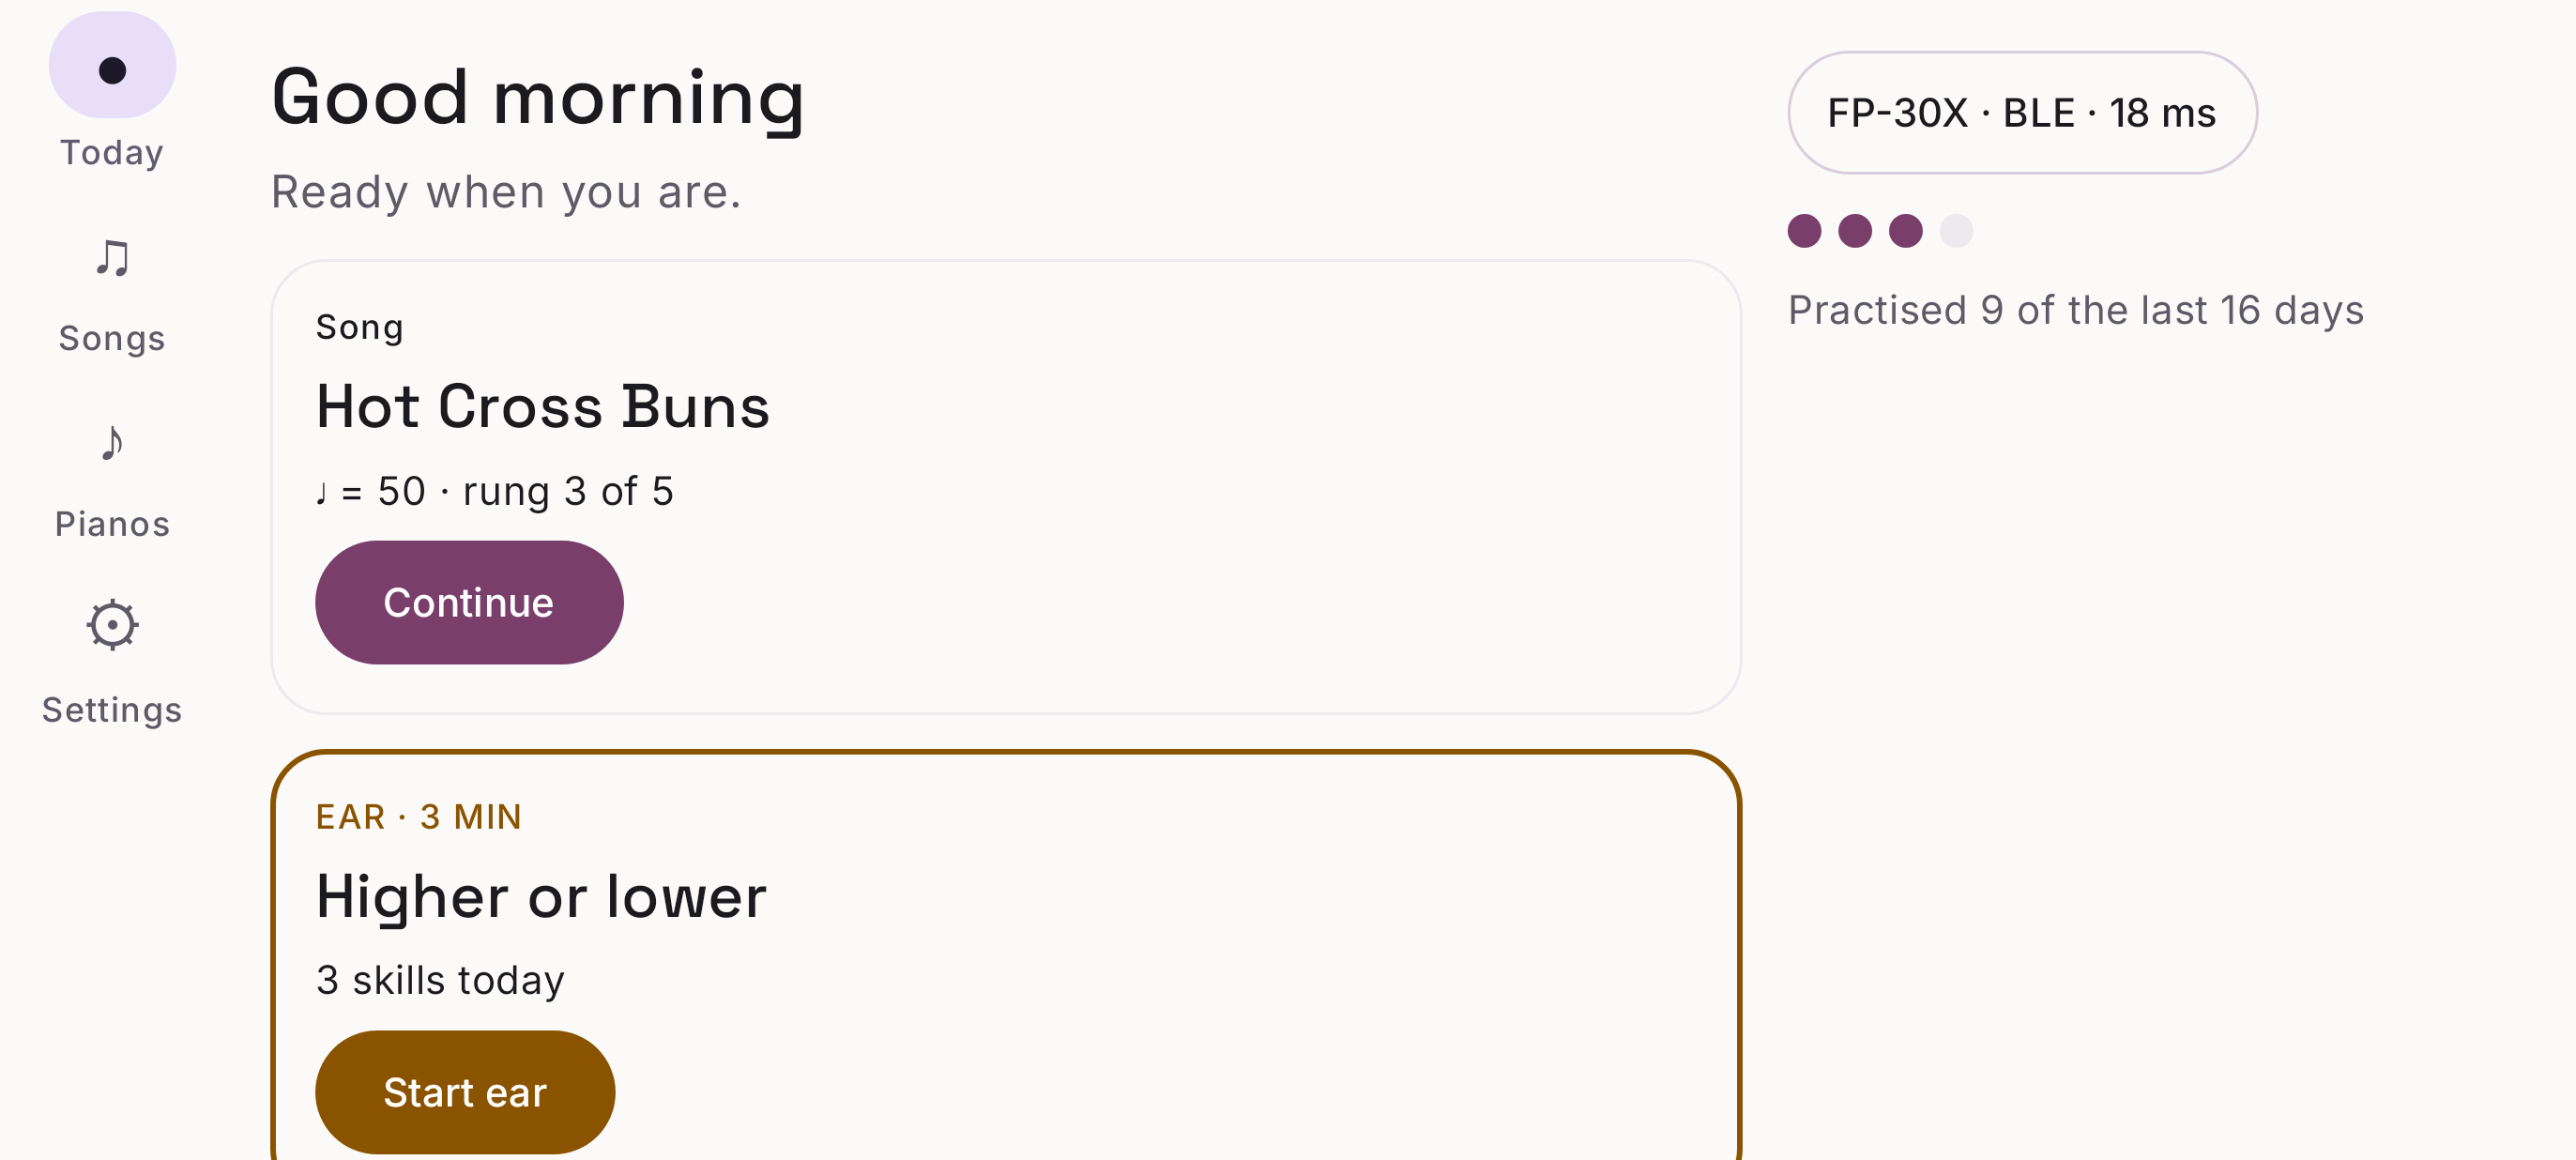 Today
Songs
Pianos
Settings
Good morning
Ready when you are.
Song
Hot Cross Buns
♩ = 50 · rung 3 of 5
Continue
EAR · 3 MIN
Higher or lower
3 skills today
Start ear
FP-30X · BLE · 18 ms
Practised 9 of the last 16 days